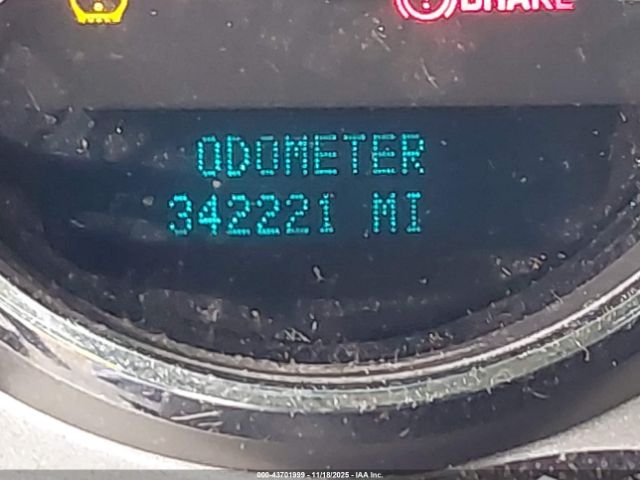 BRAKE
ODOMETER
342221 MI
000-43701999 - 11/18/2025 - IAA Inc.